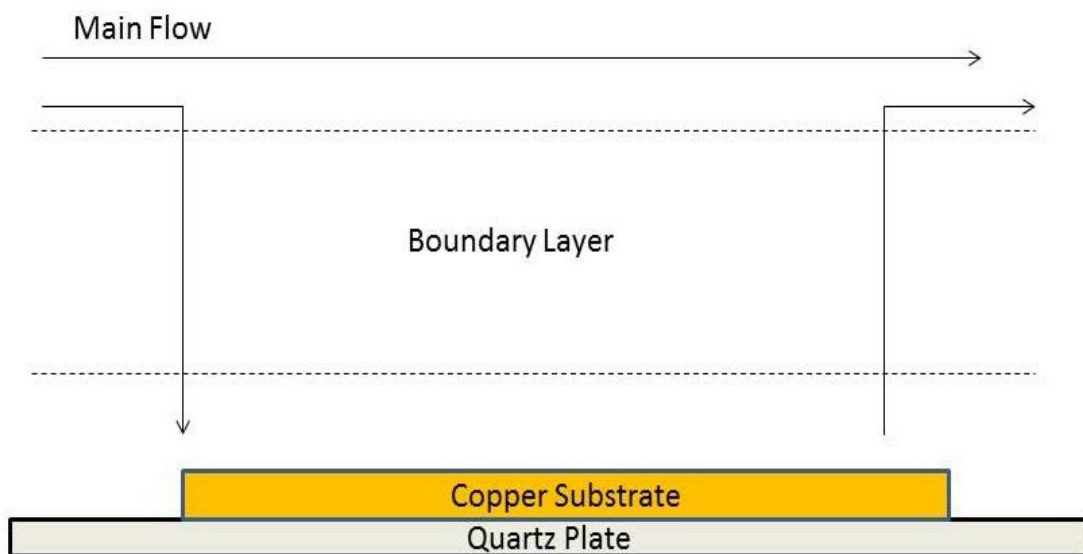 Main Flow
Boundary Layer
Copper Substrate
Quartz Plate